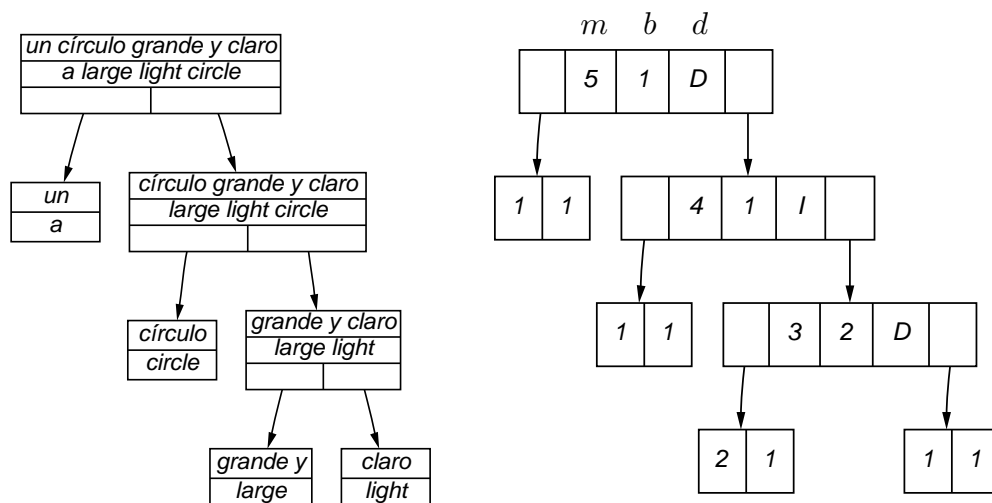 un círculo grande y claro
a large light circle
un
a
círculo grande y claro
large light circle
círculo
circle
grande y claro
large light
grande y
large
claro
light
m b d
5 1 D
1 1
4 1 I
1 1
3 2 D
2 1
1 1